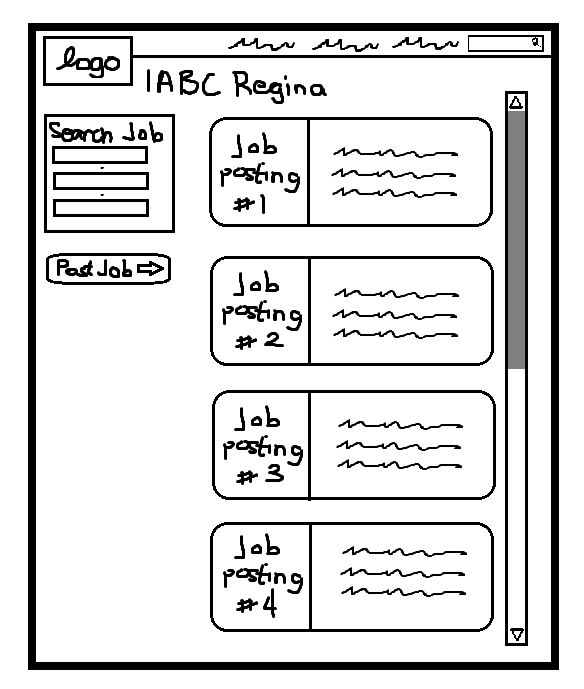 logo
IABC Regina
Search Job
Post Job
Job
posting
#1
Job
posting
#2
Job
posting
#3
Job
posting
#4